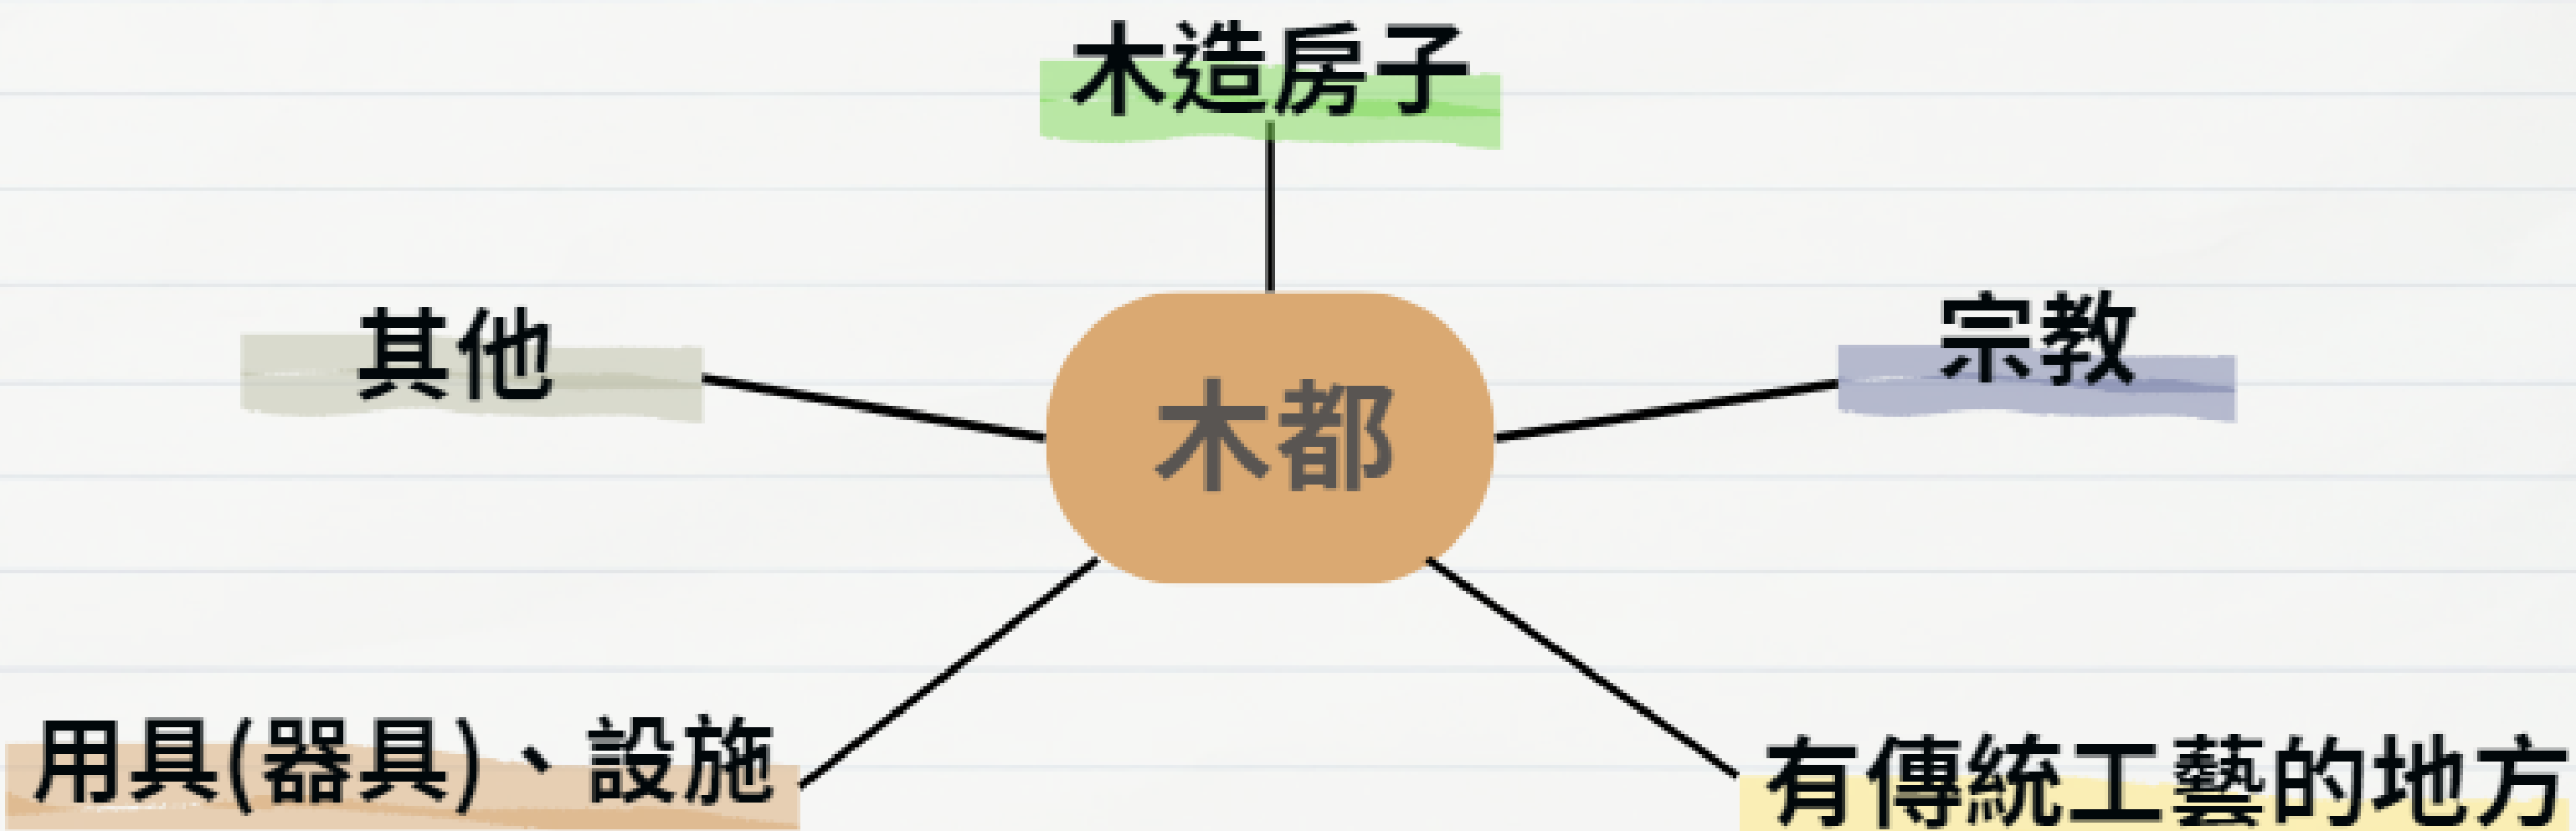 木造房子
其他
宗教
木都
用具(器具)、設施
有傳統工藝的地方